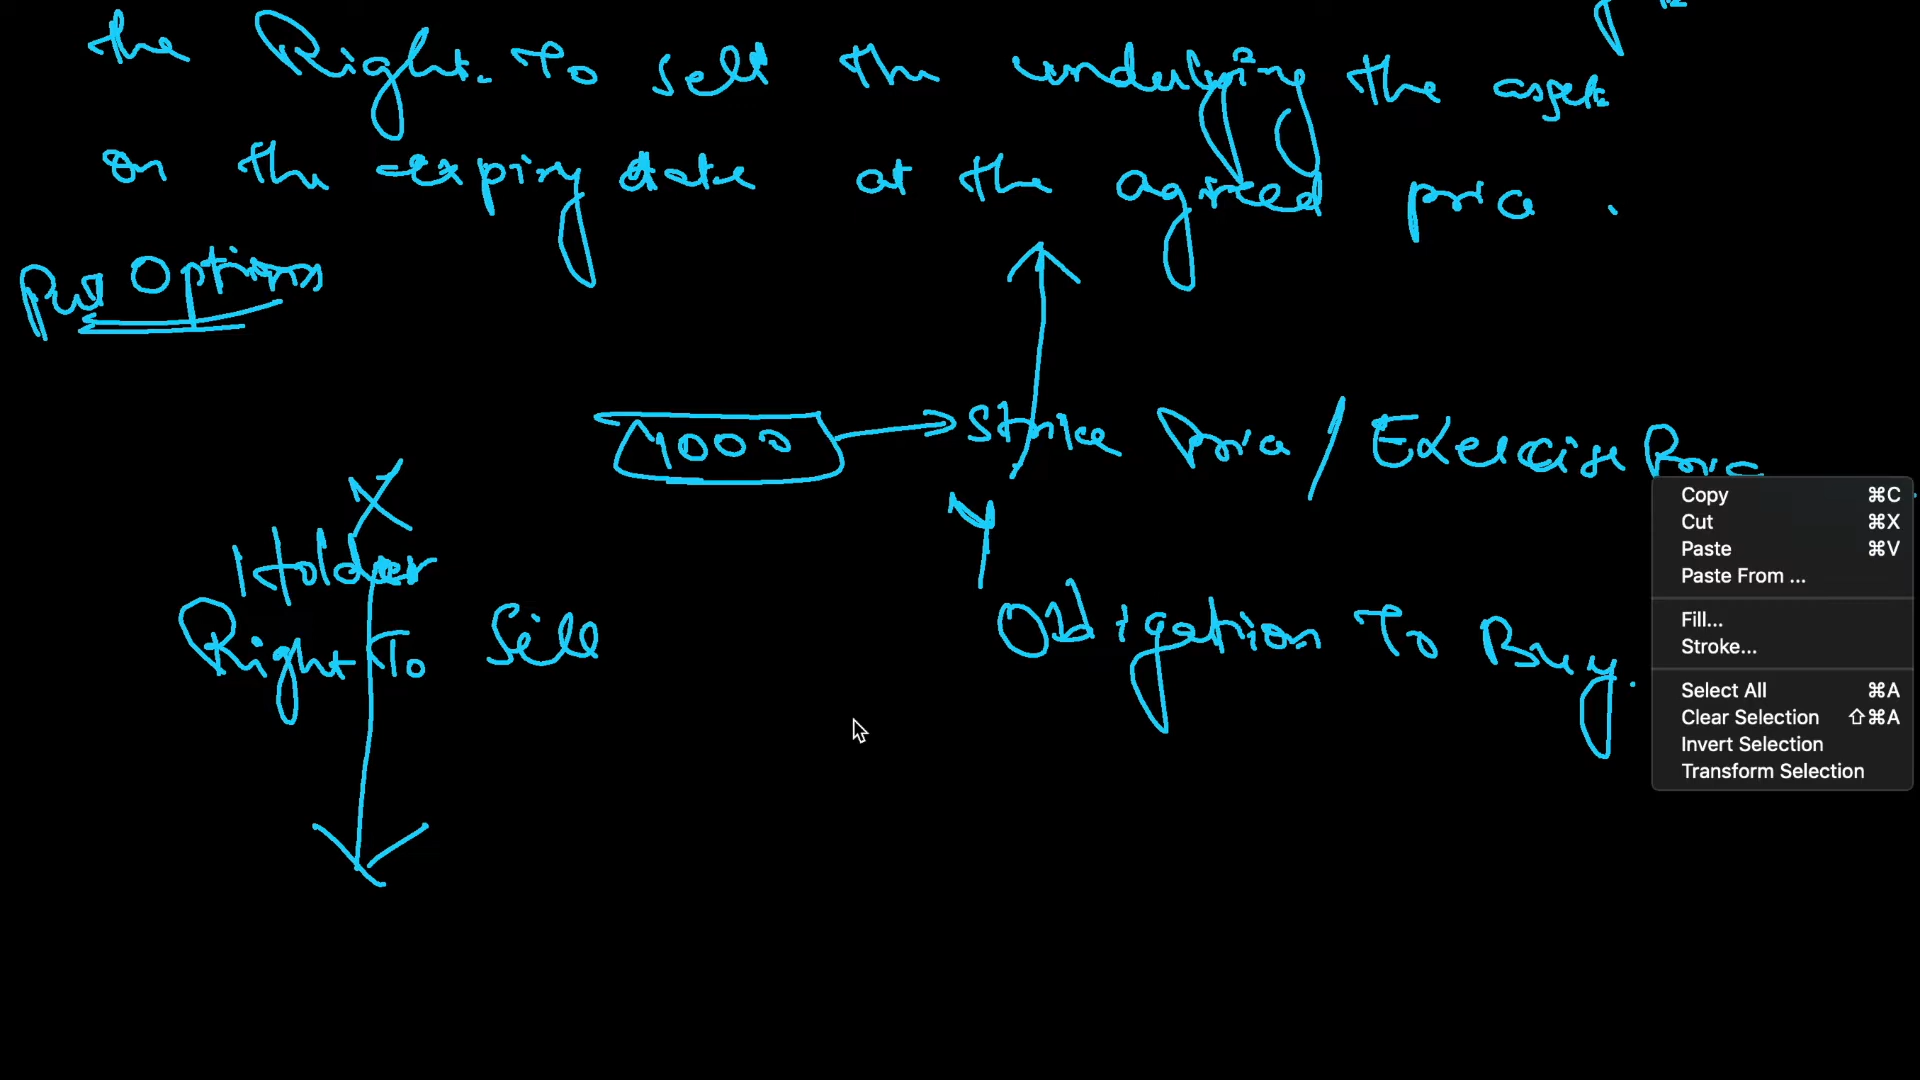 the Right To sell the underlying the asset
on the expiry date at the agreed price .
Put Options
1000 Strike Price / Exercise Price
X
Y
Holder
Right To Sell
Obligation To Buy.
Copy ⌘C
Cut ⌘X
Paste ⌘V
Paste From ...
Fill...
Stroke...
Select All ⌘A
Clear Selection ⇧⌘A
Invert Selection
Transform Selection